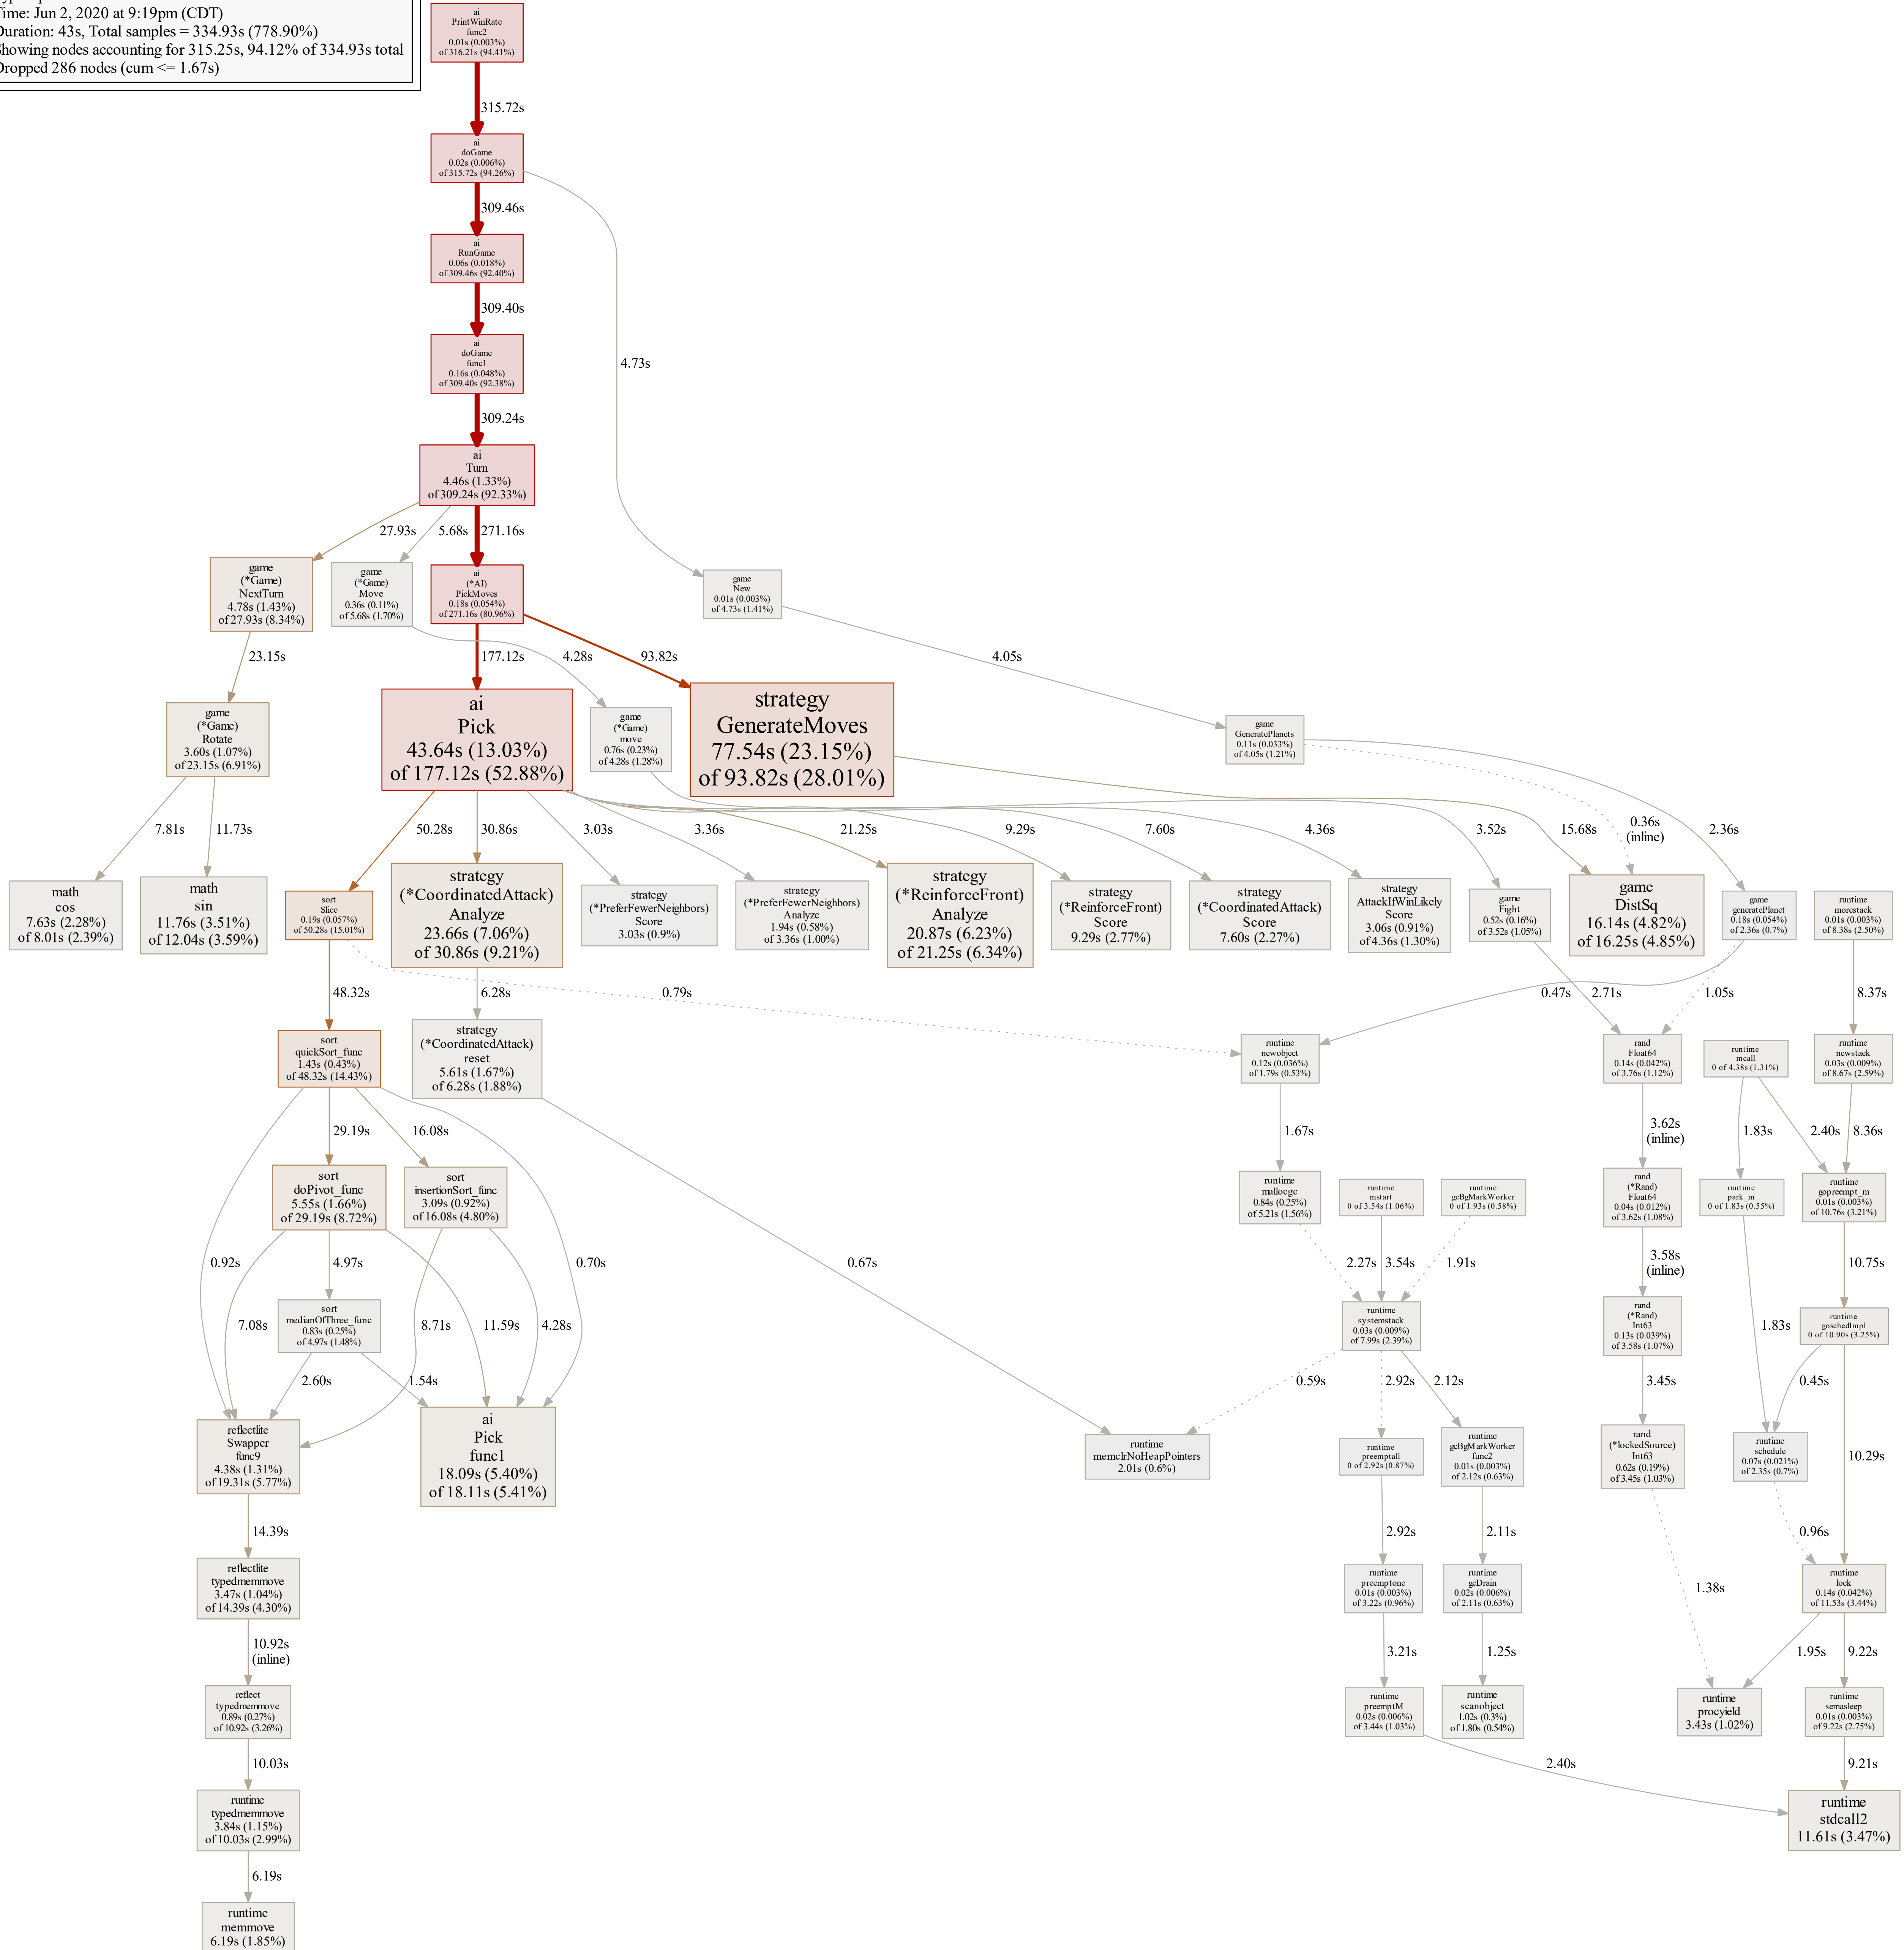 Time: Jun 2, 2020 at 9:19pm (CDT)
Duration: 43s, Total samples = 334.93s (778.90%)
Showing nodes accounting for 315.25s, 94.12% of 334.93s total
Dropped 286 nodes (cum <= 1.67s)
ai
PrintWinRate
func2
0.01s (0.003%)
of 316.21s (94.41%)
315.72s
ai
doGame
0.02s (0.006%)
of 315.72s (94.26%)
309.46s
ai
RunGame
0.06s (0.018%)
of 309.46s (92.40%)
309.40s
4.73s
ai
doGame
func1
0.16s (0.048%)
of 309.40s (92.38%)
309.24s
ai
Turn
4.46s (1.33%)
of 309.24s (92.33%)
27.93s
5.68s
271.16s
game
(*Game)
NextTurn
4.78s (1.43%)
of 27.93s (8.34%)
game
(*Game)
Move
0.36s (0.11%)
of 5.68s (1.70%)
ai
(*AI)
PickMoves
0.18s (0.054%)
of 271.16s (80.96%)
game
New
0.01s (0.003%)
of 4.73s (1.41%)
23.15s
177.12s
4.28s
93.82s
4.05s
game
(*Game)
Rotate
3.60s (1.07%)
of 23.15s (6.91%)
ai
Pick
43.64s (13.03%)
of 177.12s (52.88%)
game
(*Game)
move
0.76s (0.23%)
of 4.28s (1.28%)
strategy
GenerateMoves
77.54s (23.15%)
of 93.82s (28.01%)
game
GeneratePlanets
0.11s (0.033%)
of 4.05s (1.21%)
7.81s
11.73s
50.28s
30.86s
3.03s
3.36s
21.25s
9.29s
7.60s
4.36s
3.52s
15.68s
0.36s
(inline)
2.36s
math
cos
7.63s (2.28%)
of 8.01s (2.39%)
math
sin
11.76s (3.51%)
of 12.04s (3.59%)
sort
Slice
0.19s (0.057%)
of 50.28s (15.01%)
strategy
(*CoordinatedAttack)
Analyze
23.66s (7.06%)
of 30.86s (9.21%)
strategy
(*PreferFewerNeighbors)
Score
3.03s (0.9%)
strategy
(*PreferFewerNeighbors)
Analyze
1.94s (0.58%)
of 3.36s (1.00%)
strategy
(*ReinforceFront)
Analyze
20.87s (6.23%)
of 21.25s (6.34%)
strategy
(*ReinforceFront)
Score
9.29s (2.77%)
strategy
(*CoordinatedAttack)
Score
7.60s (2.27%)
strategy
AttackIfWinLikely
Score
3.06s (0.91%)
of 4.36s (1.30%)
game
Fight
0.52s (0.16%)
of 3.52s (1.05%)
game
DistSq
16.14s (4.82%)
of 16.25s (4.85%)
game
generatePlanet
0.18s (0.054%)
of 2.36s (0.7%)
runtime
morestack
0.01s (0.003%)
of 8.38s (2.50%)
48.32s
6.28s
0.79s
0.47s
2.71s
1.05s
8.37s
sort
quickSort_func
1.43s (0.43%)
of 48.32s (14.43%)
strategy
(*CoordinatedAttack)
reset
5.61s (1.67%)
of 6.28s (1.88%)
runtime
newobject
0.12s (0.036%)
of 1.79s (0.53%)
rand
Float64
0.14s (0.042%)
of 3.76s (1.12%)
runtime
mcall
0 of 4.38s (1.31%)
runtime
newstack
0.03s (0.009%)
of 8.67s (2.59%)
29.19s
16.08s
1.67s
3.62s
(inline)
1.83s
2.40s
8.36s
sort
doPivot_func
5.55s (1.66%)
of 29.19s (8.72%)
sort
insertionSort_func
3.09s (0.92%)
of 16.08s (4.80%)
runtime
mallocgc
0.84s (0.25%)
of 5.21s (1.56%)
runtime
mstart
0 of 3.54s (1.06%)
runtime
gcBgMarkWorker
0 of 1.93s (0.58%)
rand
(*Rand)
Float64
0.04s (0.012%)
of 3.62s (1.08%)
runtime
park_m
0 of 1.83s (0.55%)
runtime
gopreempt_m
0.01s (0.003%)
of 10.76s (3.21%)
0.92s
4.97s
0.70s
0.67s
2.27s
3.54s
1.91s
3.58s
(inline)
10.75s
sort
medianOfThree_func
0.83s (0.25%)
of 4.97s (1.48%)
7.08s
8.71s
11.59s
4.28s
runtime
systemstack
0.03s (0.009%)
of 7.99s (2.39%)
rand
(*Rand)
Int63
0.13s (0.039%)
of 3.58s (1.07%)
1.83s
runtime
goschedImpl
0 of 10.90s (3.25%)
2.60s
1.54s
0.59s
2.92s
2.12s
3.45s
0.45s
reflectlite
Swapper
func9
4.38s (1.31%)
of 19.31s (5.77%)
ai
Pick
func1
18.09s (5.40%)
of 18.11s (5.41%)
runtime
memclrNoHeapPointers
2.01s (0.6%)
runtime
preemptall
0 of 2.92s (0.87%)
runtime
gcBgMarkWorker
func2
0.01s (0.003%)
of 2.12s (0.63%)
rand
(*lockedSource)
Int63
0.62s (0.19%)
of 3.45s (1.03%)
runtime
schedule
0.07s (0.021%)
of 2.35s (0.7%)
10.29s
14.39s
2.92s
2.11s
0.96s
reflectlite
typedmemmove
3.47s (1.04%)
of 14.39s (4.30%)
runtime
preemptone
0.01s (0.003%)
of 3.22s (0.96%)
runtime
gcDrain
0.02s (0.006%)
of 2.11s (0.63%)
1.38s
runtime
lock
0.14s (0.042%)
of 11.53s (3.44%)
10.92s
(inline)
3.21s
1.25s
1.95s
9.22s
reflect
typedmemmove
0.89s (0.27%)
of 10.92s (3.26%)
runtime
preemptM
0.02s (0.006%)
of 3.44s (1.03%)
runtime
scanobject
1.02s (0.3%)
of 1.80s (0.54%)
runtime
procyield
3.43s (1.02%)
runtime
semasleep
0.01s (0.003%)
of 9.22s (2.75%)
10.03s
2.40s
9.21s
runtime
typedmemmove
3.84s (1.15%)
of 10.03s (2.99%)
runtime
stdcall2
11.61s (3.47%)
6.19s
runtime
memmove
6.19s (1.85%)